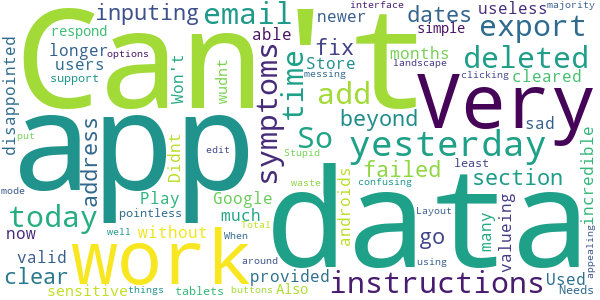 inputing email dates newer useless majority interface
respond longer users support options able simple export
disappointed Can't Won't wudnt time fix Store months cleared deleted
landscape clicking messing
symptoms add beyond Very
app address Didnt So yesterday sad
edit put Play Google failed section incredible
today much androids go many valueing least
now pointless without Stupid waste confusing
work data
valid When well around provided Layout using appealing
clear sensitive things tablets buttons Also Total instructions Used Needs
mode